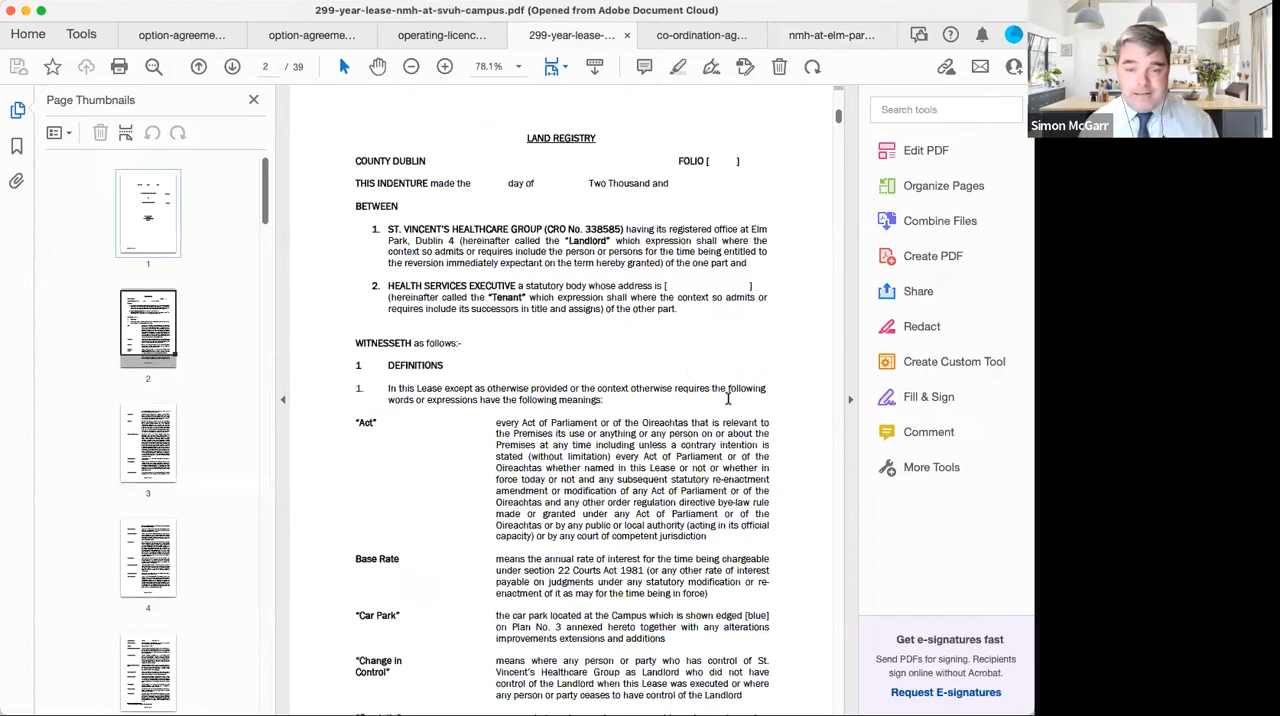 299-year-lease-nmh-at-svuh-campus.pdf (Opened from Adobe Document Cloud)
Home
Tools
option-agreeme...
option-agreeme...
operating-licenc...
299-year-lease-...
×
co-ordination-ag...
nmh-at-elm-par...
2 / 39
78.1%
Simon McGarr
Page Thumbnails
1
2
3
4
LAND REGISTRY
COUNTY DUBLIN FOLIO [ ]
THIS INDENTURE made the day of Two Thousand and
BETWEEN
1. ST. VINCENT'S HEALTHCARE GROUP (CRO No. 338585) having its registered office at Elm
Park, Dublin 4 (hereinafter called the "Landlord" which expression shall where the
context so admits or requires include the person or persons for the time being entitled to
the reversion immediately expectant on the term hereby granted) of the one part and
2. HEALTH SERVICES EXECUTIVE a statutory body whose address is [ ]
(hereinafter called the "Tenant" which expression shall where the context so admits or
requires include its successors in title and assigns) of the other part.
WITNESSETH as follows:-
1 DEFINITIONS
1. In this Lease except as otherwise provided or the context otherwise requires the following
words or expressions have the following meanings:
"Act" every Act of Parliament or of the Oireachtas that is relevant to
the Premises its use or anything or any person on or about the
Premises at any time including unless a contrary intention is
stated (without limitation) every Act of Parliament or of the
Oireachtas whether named in this Lease or not or whether in
force today or not and any subsequent statutory re-enactment
amendment or modification of any Act of Parliament or of the
Oireachtas and any other order regulation directive bye-law rule
made or granted under any Act of Parliament or of the
Oireachtas or by any public or local authority (acting in its official
capacity) or by any court of competent jurisdiction
Base Rate means the annual rate of interest for the time being chargeable
under section 22 Courts Act 1981 (or any other rate of interest
payable on judgments under any statutory modification or re-
enactment of it as may for the time being in force)
"Car Park" the car park located at the Campus which is shown edged [blue]
on Plan No. 3 annexed hereto together with any alterations
improvements extensions and additions
"Change in means where any person or party who has control of St.
Control" Vincent's Healthcare Group as Landlord who did not have
control of the Landlord when this Lease was executed or where
any person or party ceases to have control of the Landlord
Search tools
Edit PDF
Organize Pages
Combine Files
Create PDF
Share
Redact
Create Custom Tool
Fill & Sign
Comment
More Tools
Get e-signatures fast
Send PDFs for signing. Recipients
sign online without Acrobat.
Request E-signatures